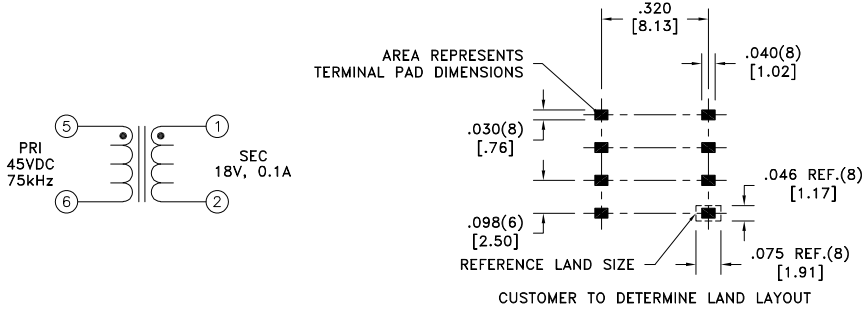 5
6
PRI
45VDC
75kHz
1
2
SEC
18V, 0.1A
.320
[8.13]
AREA REPRESENTS
TERMINAL PAD DIMENSIONS
.040(8)
[1.02]
.030(8)
[.76]
.046 REF.(8)
[1.17]
.098(6)
[2.50]
REFERENCE LAND SIZE
.075 REF.(8)
[1.91]
CUSTOMER TO DETERMINE LAND LAYOUT